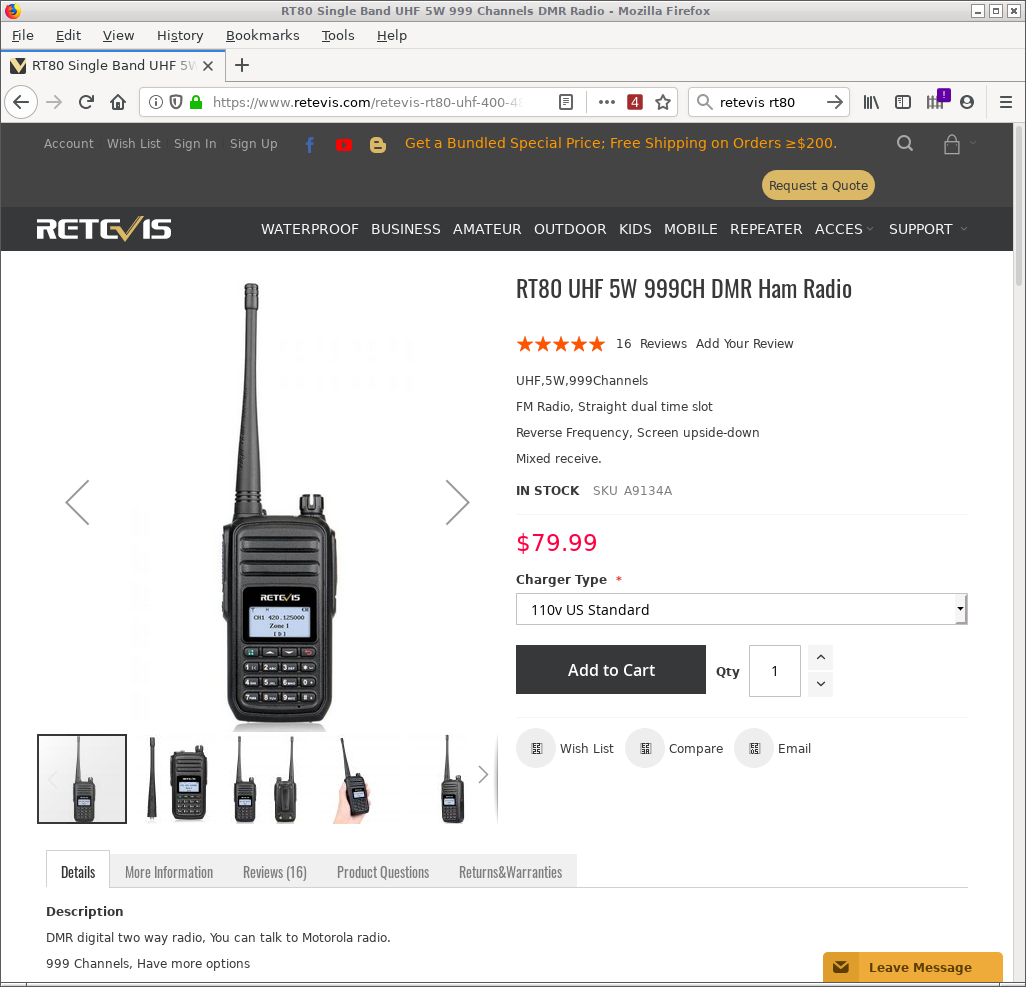 RT80 Single Band UHF 5W 999 Channels DMR Radio - Mozilla Firefox
File Edit View History Bookmarks Tools Help
RT80 Single Band UHF 5W
https://www.retevis.com/retevis-rt80-uhf-400-48
4
retevis rt80
!
Account Wish List Sign In Sign Up
Get a Bundled Special Price; Free Shipping on Orders ≥$200.
Request a Quote
RETEVIS
WATERPROOF BUSINESS AMATEUR OUTDOOR KIDS MOBILE REPEATER ACCES SUPPORT
RT80 UHF 5W 999CH DMR Ham Radio
16 Reviews Add Your Review
UHF,5W,999Channels
FM Radio, Straight dual time slot
Reverse Frequency, Screen upside-down
Mixed receive.
IN STOCK SKU A9134A
$79.99
Charger Type *
110v US Standard
Add to Cart Qty 1
Wish List Compare Email
RETEVIS
CH1 420.125000
Zone 1
[ D ]
Details More Information Reviews (16) Product Questions Returns&Warranties
Description
DMR digital two way radio, You can talk to Motorola radio.
999 Channels, Have more options
Leave Message